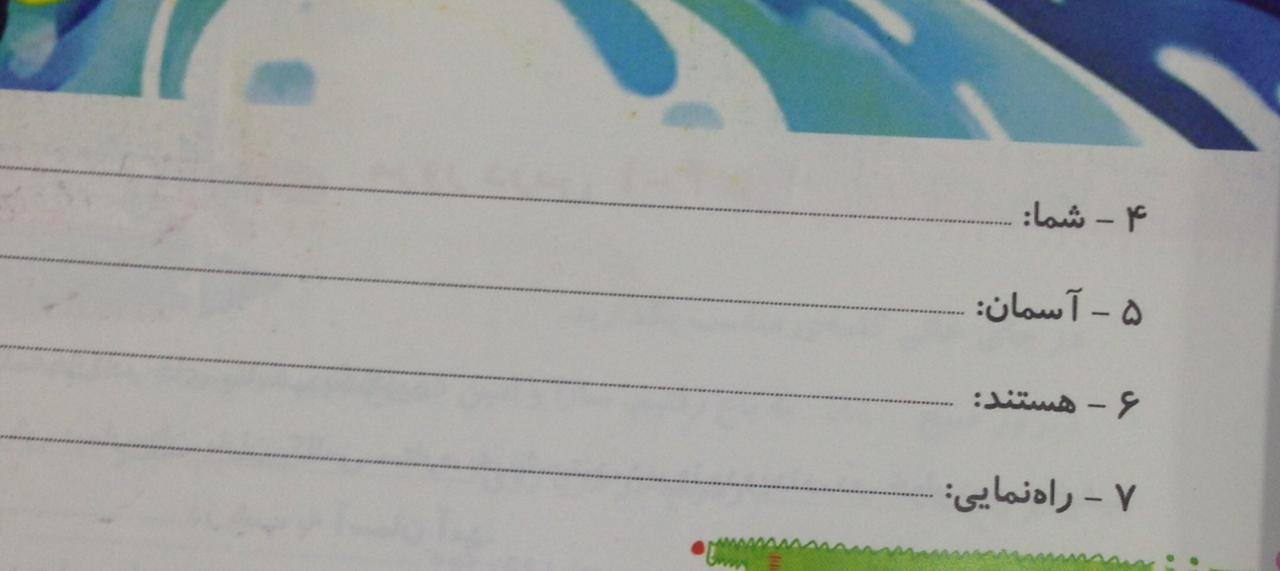 ۴ - شما:
۵ - آسمان:
۶ - هستند:
۷ - راه‌نمایی: